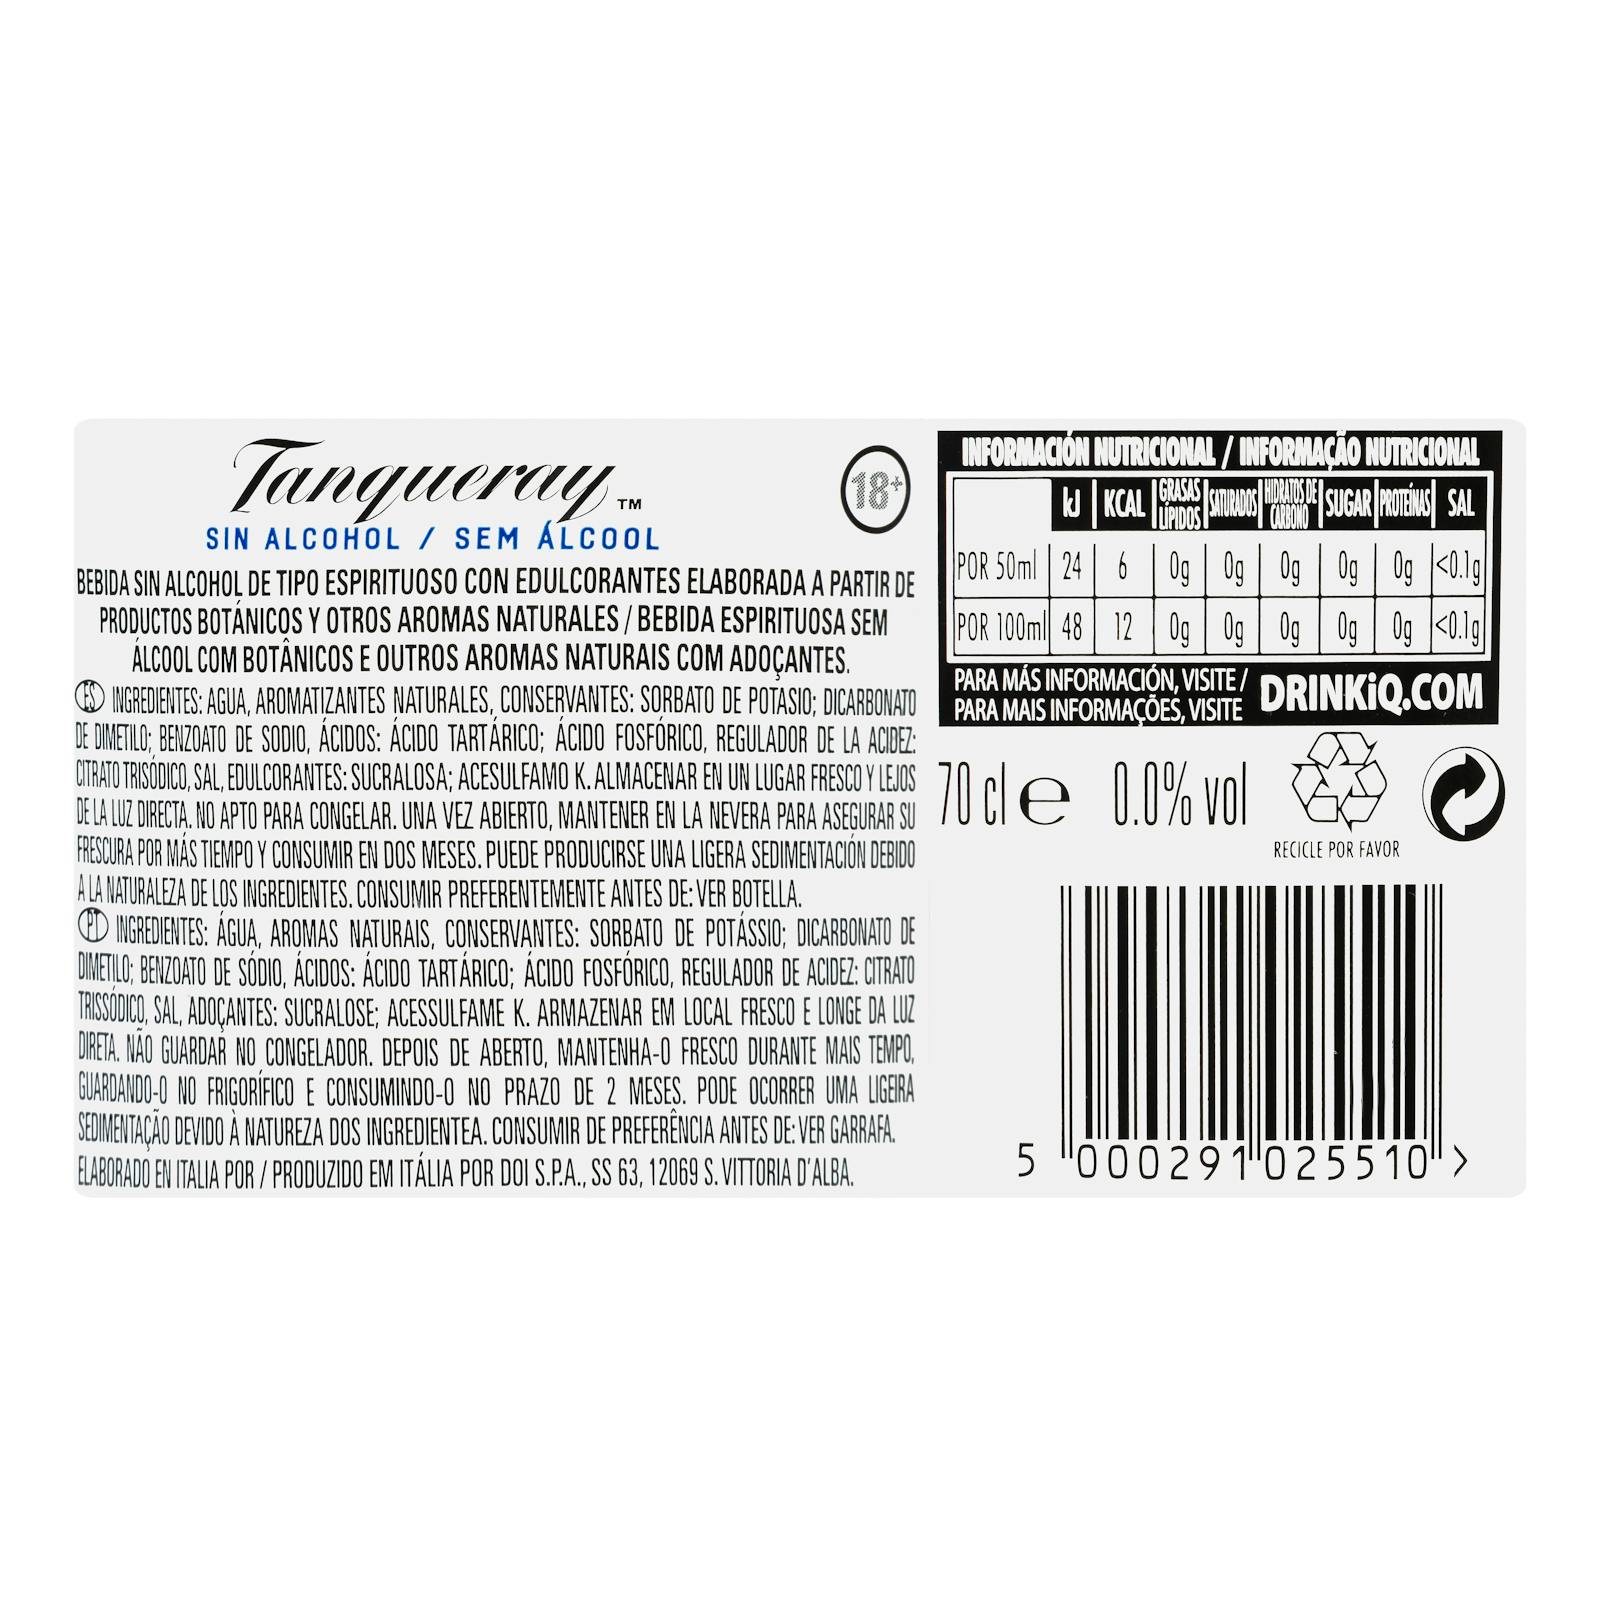 Tanqueray™
SIN ALCOHOL / SEM ÁLCOOL
18+
BEBIDA SIN ALCOHOL DE TIPO ESPIRITUOSO CON EDULCORANTES ELABORADA A PARTIR DE
PRODUCTOS BOTÁNICOS Y OTROS AROMAS NATURALES / BEBIDA ESPIRITUOSA SEM
ÁLCOOL COM BOTÂNICOS E OUTROS AROMAS NATURAIS COM ADOÇANTES.
ES INGREDIENTES: AGUA, AROMATIZANTES NATURALES, CONSERVANTES: SORBATO DE POTASIO; DICARBONATO
DE DIMETILO; BENZOATO DE SODIO, ÁCIDOS: ÁCIDO TARTÁRICO; ÁCIDO FOSFÓRICO, REGULADOR DE LA ACIDEZ:
CITRATO TRISÓDICO, SAL, EDULCORANTES: SUCRALOSA; ACESULFAMO K. ALMACENAR EN UN LUGAR FRESCO Y LEJOS
DE LA LUZ DIRECTA. NO APTO PARA CONGELAR. UNA VEZ ABIERTO, MANTENER EN LA NEVERA PARA ASEGURAR SU
FRESCURA POR MÁS TIEMPO Y CONSUMIR EN DOS MESES. PUEDE PRODUCIRSE UNA LIGERA SEDIMENTACIÓN DEBIDO
A LA NATURALEZA DE LOS INGREDIENTES. CONSUMIR PREFERENTEMENTE ANTES DE: VER BOTELLA.
PT INGREDIENTES: ÁGUA, AROMAS NATURAIS, CONSERVANTES: SORBATO DE POTÁSSIO; DICARBONATO DE
DIMETILO; BENZOATO DE SÓDIO, ÁCIDOS: ÁCIDO TARTÁRICO; ÁCIDO FOSFÓRICO, REGULADOR DE ACIDEZ: CITRATO
TRISSÓDICO, SAL, ADOÇANTES: SUCRALOSE; ACESSULFAME K. ARMAZENAR EM LOCAL FRESCO E LONGE DA LUZ
DIRETA. NÃO GUARDAR NO CONGELADOR. DEPOIS DE ABERTO, MANTENHA-O FRESCO DURANTE MAIS TEMPO,
GUARDANDO-O NO FRIGORÍFICO E CONSUMINDO-O NO PRAZO DE 2 MESES. PODE OCORRER UMA LIGEIRA
SEDIMENTAÇÃO DEVIDO À NATUREZA DOS INGREDIENTEA. CONSUMIR DE PREFERÊNCIA ANTES DE: VER GARRAFA.
ELABORADO EN ITALIA POR / PRODUZIDO EM ITÁLIA POR DOI S.P.A., SS 63, 12069 S. VITTORIA D'ALBA.
INFORMACIÓN NUTRICIONAL / INFORMAÇÃO NUTRICIONAL
kJ KCAL GRASAS LÍPIDOS SATURADOS HIDRATOS DE CARBONO SUGAR PROTEÍNAS SAL
POR 50ml 24 6 0g 0g 0g 0g 0g <0.1g
POR 100ml 48 12 0g 0g 0g 0g 0g <0.1g
PARA MÁS INFORMACIÓN, VISITE /
PARA MAIS INFORMAÇÕES, VISITE
DRINKiQ.COM
70 cl e 0.0% vol
RECICLE POR FAVOR
5 000291 025510 >